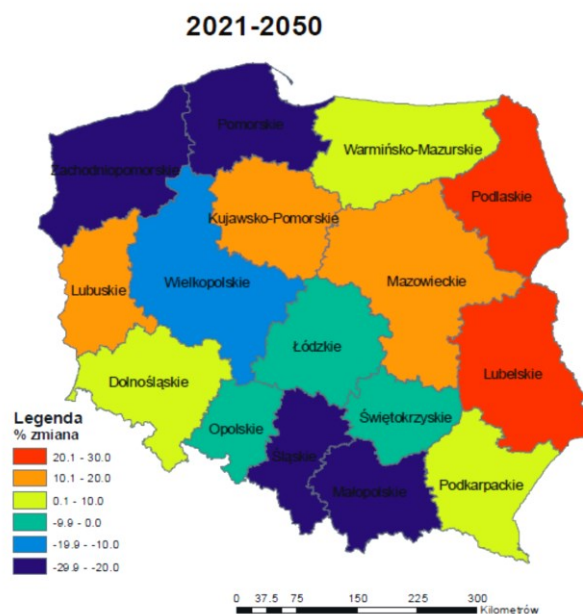 2021-2050
Pomorskie
Warmińsko-Mazurskie
Zachodniopomorskie
Podlaskie
Kujawsko-Pomorskie
Mazowieckie
Wielkopolskie
Lubuskie
Łódzkie
Lubelskie
Dolnośląskie
Świętokrzyskie
Opolskie
Śląskie
Małopolskie
Podkarpackie
Legenda
% zmiana
20.1 - 30.0
10.1 - 20.0
0.1 - 10.0
-9.9 - 0.0
-19.9 - -10.0
-29.9 - -20.0
0 37.5 75 150 225 300
Kilometrów